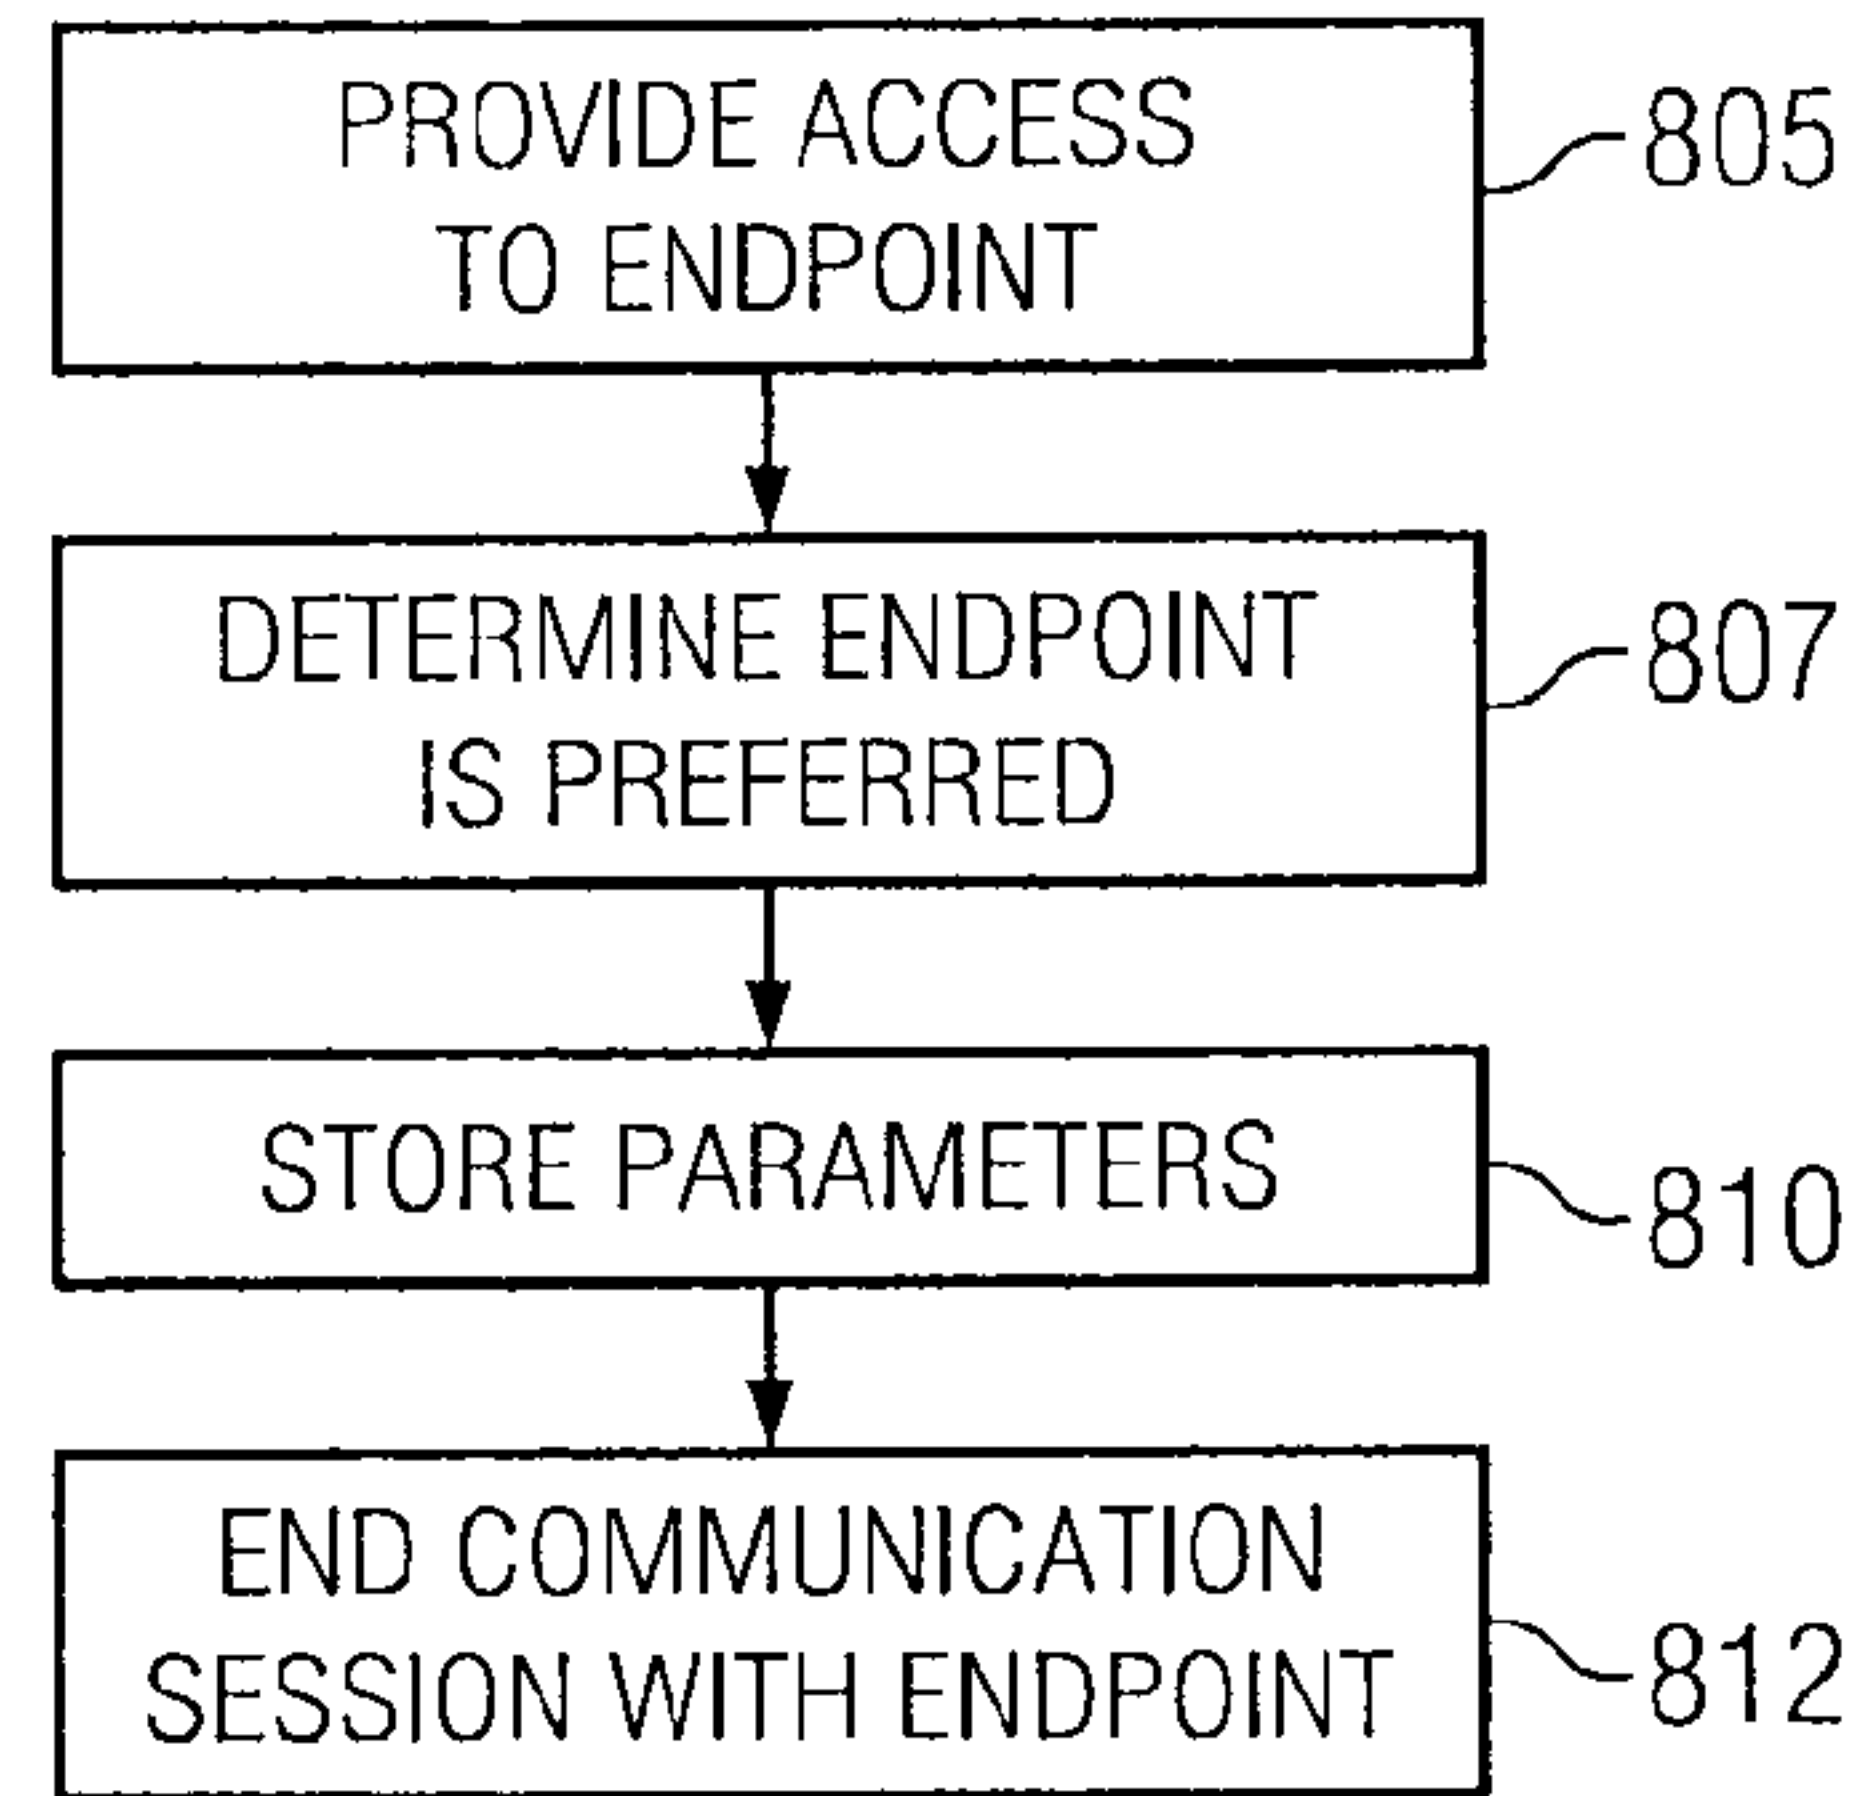 PROVIDE ACCESS
TO ENDPOINT
805
DETERMINE ENDPOINT
IS PREFERRED
807
STORE PARAMETERS
810
END COMMUNICATION
SESSION WITH ENDPOINT
812